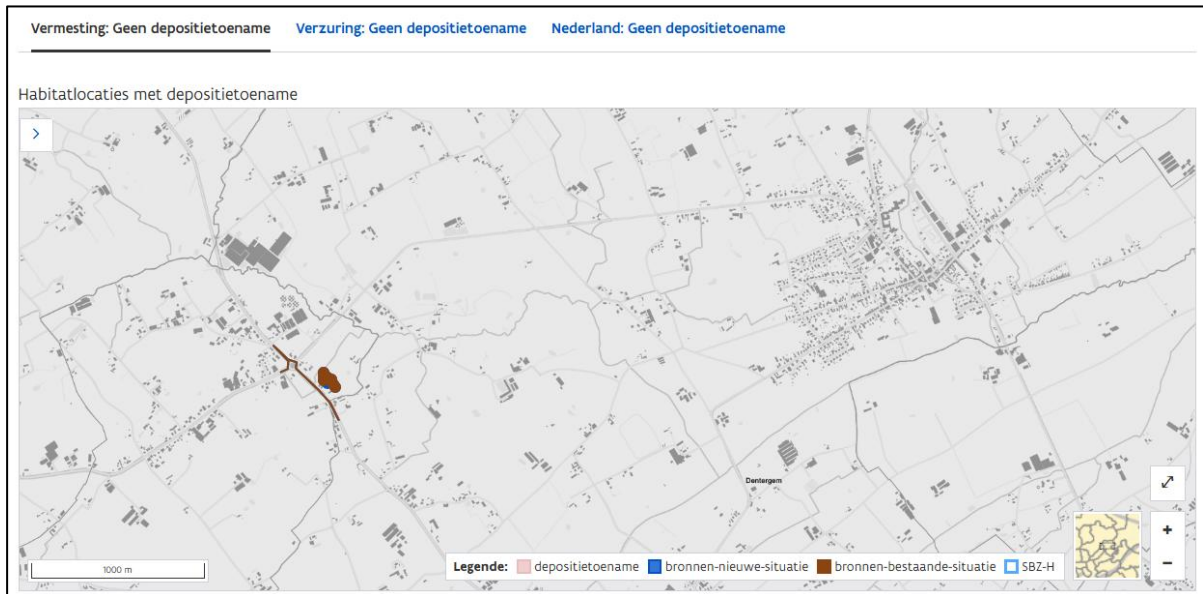 Vermesting: Geen depositietoename Verzuring: Geen depositietoename Nederland: Geen depositietoename
Habitatlocaties met depositietoename
Dentergem
1000 m
Legende: depositietoename bronnen-nieuwe-situatie bronnen-bestaande-situatie SBZ-H